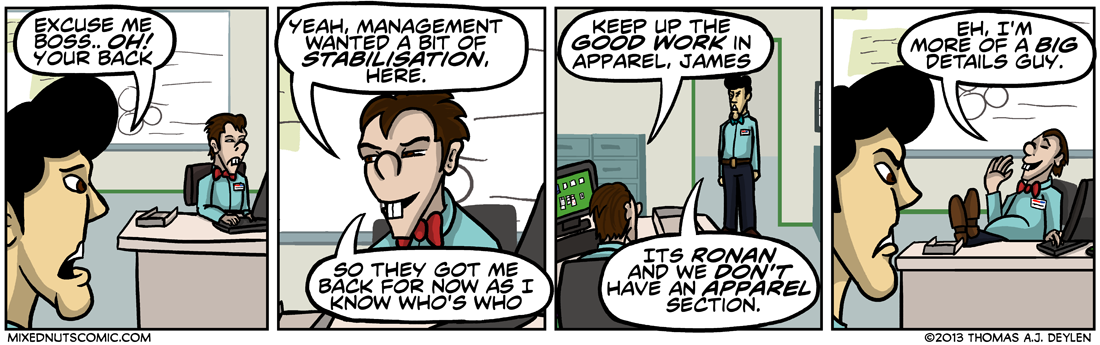 EXCUSE ME
BOSS.. OH!
YOUR BACK
YEAH, MANAGEMENT
WANTED A BIT OF
STABILISATION,
HERE.
SO THEY GOT ME
BACK FOR NOW AS I
KNOW WHO'S WHO
KEEP UP THE
GOOD WORK IN
APPAREL, JAMES
ITS RONAN
AND WE DON'T
HAVE AN APPAREL
SECTION.
EH, I'M
MORE OF A BIG
DETAILS GUY.
MIXEDNUTSCOMIC.COM
©2013 THOMAS A.J. DEYLEN